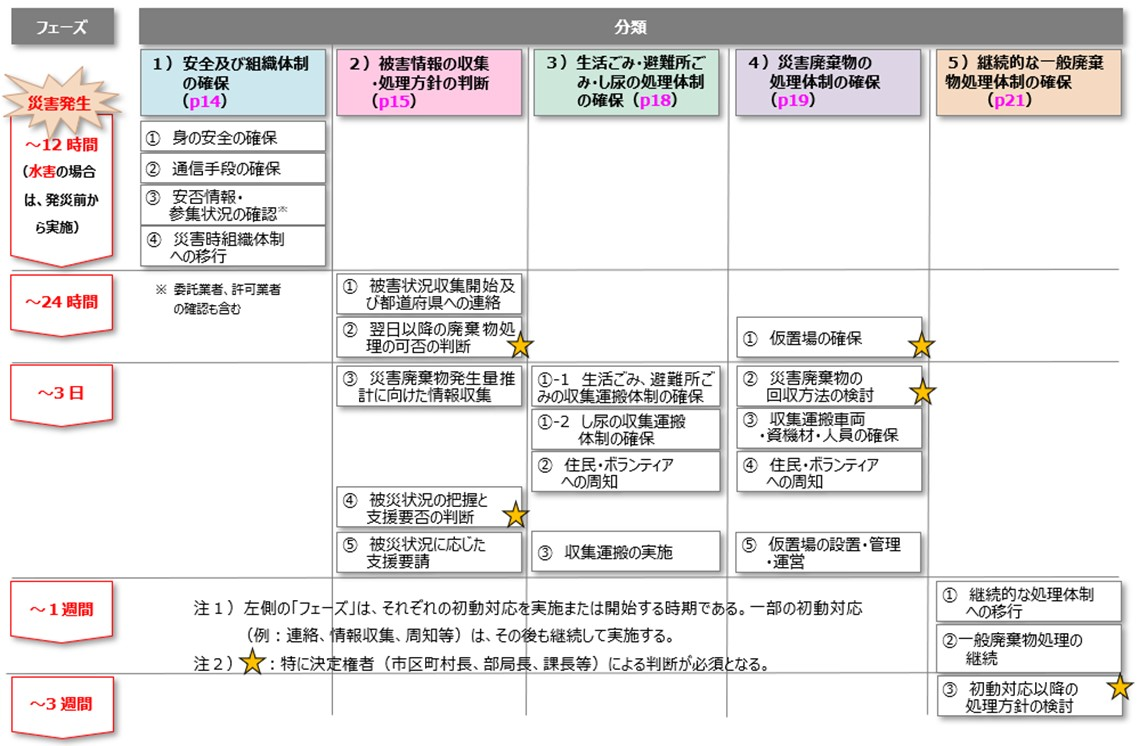 フェーズ
分類
災害発生
1）安全及び組織体制
の確保
（p14）
2）被害情報の収集
・処理方針の判断
（p15）
3）生活ごみ・避難所ご
み・し尿の処理体制
の確保（p18）
4）災害廃棄物の
処理体制の確保
（p19）
5）継続的な一般廃棄
物処理体制の確保
（p21）
～12時間
（水害の場合
は、発災前か
ら実施）
① 身の安全の確保
② 通信手段の確保
③ 安否情報・
参集状況の確認※
④ 災害時組織体制
への移行
～24時間
※ 委託業者、許可業者
の確認も含む
① 被害状況収集開始及
び都道府県への連絡
② 翌日以降の廃棄物処
理の可否の判断
① 仮置場の確保
～3日
③ 災害廃棄物発生量推
計に向けた情報収集
④ 被災状況の把握と
支援要否の判断
⑤ 被災状況に応じた
支援要請
①-1 生活ごみ、避難所ご
みの収集運搬体制の確保
①-2 し尿の収集運搬
体制の確保
② 住民・ボランティア
への周知
③ 収集運搬の実施
② 災害廃棄物の
回収方法の検討
③ 収集運搬車両
・資機材・人員の確保
④ 住民・ボランティア
への周知
⑤ 仮置場の設置・管理
・運営
～1週間
注1）左側の「フェーズ」は、それぞれの初動対応を実施または開始する時期である。一部の初動対応
（例：連絡、情報収集、周知等）は、その後も継続して実施する。
注2）★：特に決定権者（市区町村長、部局長、課長等）による判断が必須となる。
① 継続的な処理体制
への移行
②一般廃棄物処理の
継続
～3週間
③ 初動対応以降の
処理方針の検討